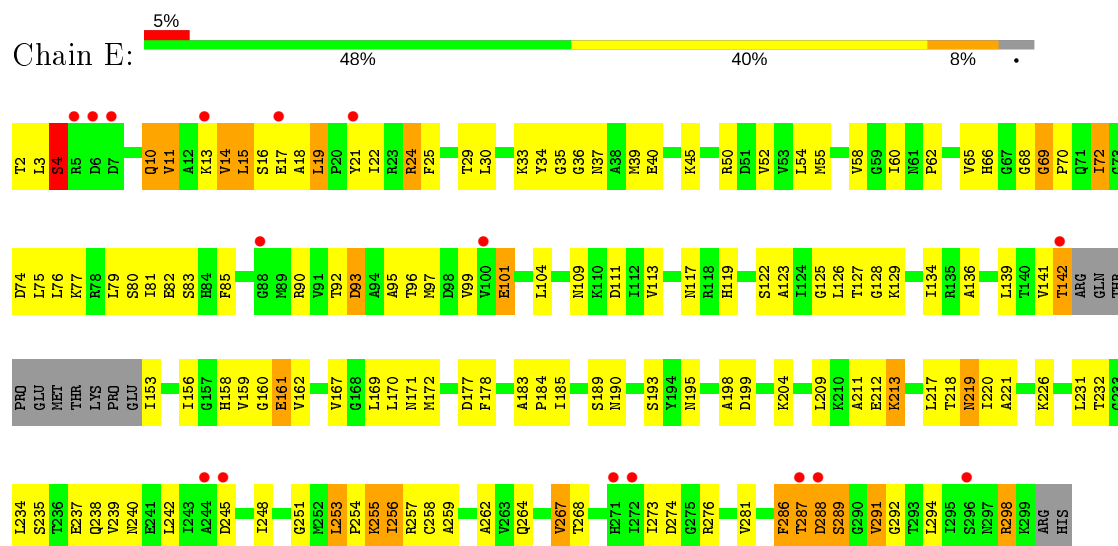 5%
Chain E:
48% 40% 8% •
T2 L3 S4 R5 D6 D7 Q10 V11 A12 K13 V14 L15 S16 E17 A18 L19 P20 Y21 I22 R23 R24 F25 T29 L30 K33 Y34 G35 G36 N37 A38 M39 E40 K45 R50 D51 V52 V53 L54 M55 V58 G59 I60 N61 P62 V65 H66 G67 G68 G69 P70 Q71 I72 G73
D74 L75 L76 K77 R78 L79 S80 I81 E82 S83 H84 F85 G88 M89 R90 V91 T92 D93 A94 A95 T96 M97 D98 V99 V100 E101 L104 N109 K110 D111 I112 V113 N117 R118 H119 S122 A123 I124 G125 L126 T127 G128 K129 I134 R135 A136 L139 T140 V141 T142 ARG GLN THR
PRO GLU MET THR LYS PRO GLU I153 I156 G157 H158 V159 G160 E161 V162 V167 G168 L169 L170 N171 M172 D177 F178 A183 P184 I185 S189 N190 S193 Y194 N195 A198 D199 K204 L209 K210 A211 E212 K213 L217 T218 N219 I220 A221 K226 L231 T232 G233
L234 S235 T236 E237 Q238 V239 N240 E241 L242 I243 A244 D245 I248 G251 M252 L253 P254 K255 I256 R257 C258 A259 A262 V263 Q264 V267 T268 H271 I272 I273 D274 G275 R276 V281 F286 T287 D288 S289 G290 V291 G292 T293 L294 I295 S296 N297 R298 K299 ARG HIS